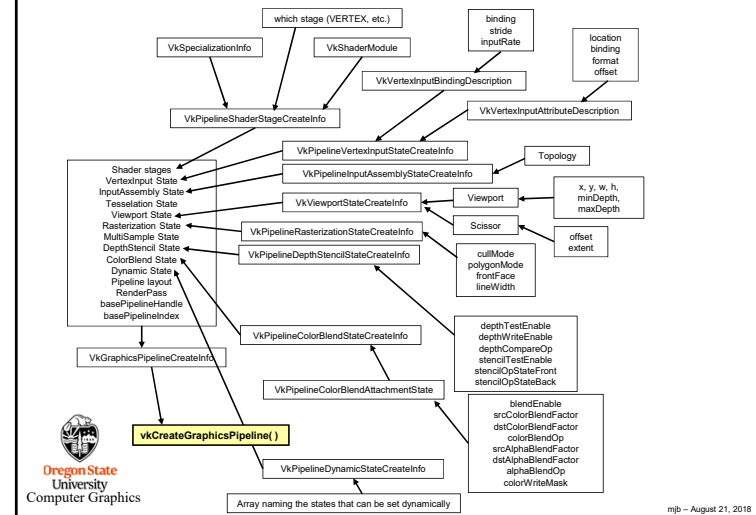 which stage (VERTEX, etc.)
binding
stride
inputRate
location
binding
format
offset
VkSpecializationInfo
VkShaderModule
VkVertexInputBindingDescription
VkVertexInputAttributeDescription
VkPipelineShaderStageCreateInfo
VkPipelineVertexInputStateCreateInfo
Topology
VkPipelineInputAssemblyStateCreateInfo
Shader stages
VertexInput State
InputAssembly State
Tesselation State
Viewport State
Rasterization State
MultiSample State
DepthStencil State
ColorBlend State
Dynamic State
Pipeline layout
RenderPass
basePipelineHandle
basePipelineIndex
VkViewportStateCreateInfo
Viewport
x, y, w, h,
minDepth,
maxDepth
Scissor
offset
extent
VkPipelineRasterizationStateCreateInfo
cullMode
polygonMode
frontFace
lineWidth
VkPipelineDepthStencilStateCreateInfo
depthTestEnable
depthWriteEnable
depthCompareOp
stencilTestEnable
stencilOpStateFront
stencilOpStateBack
VkPipelineColorBlendStateCreateInfo
VkGraphicsPipelineCreateInfo
VkPipelineColorBlendAttachmentState
blendEnable
srcColorBlendFactor
dstColorBlendFactor
colorBlendOp
srcAlphaBlendFactor
dstAlphaBlendFactor
alphaBlendOp
colorWriteMask
vkCreateGraphicsPipeline( )
VkPipelineDynamicStateCreateInfo
Array naming the states that can be set dynamically
Oregon State
University
Computer Graphics
mjb – August 21, 2018